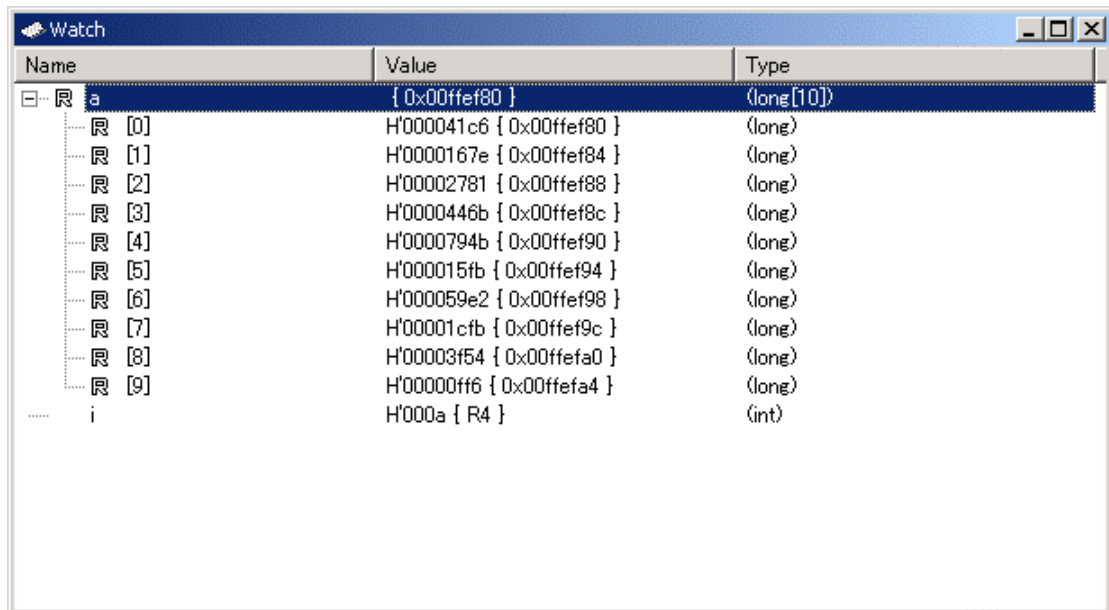 Watch
Name Value Type
R a { 0x00ffef80 } (long[10])
R [0] H'000041c6 { 0x00ffef80 } (long)
R [1] H'0000167e { 0x00ffef84 } (long)
R [2] H'00002781 { 0x00ffef88 } (long)
R [3] H'0000446b { 0x00ffef8c } (long)
R [4] H'0000794b { 0x00ffef90 } (long)
R [5] H'000015fb { 0x00ffef94 } (long)
R [6] H'000059e2 { 0x00ffef98 } (long)
R [7] H'00001cfb { 0x00ffef9c } (long)
R [8] H'00003f54 { 0x00ffefa0 } (long)
R [9] H'00000ff6 { 0x00ffefa4 } (long)
i H'000a { R4 } (int)